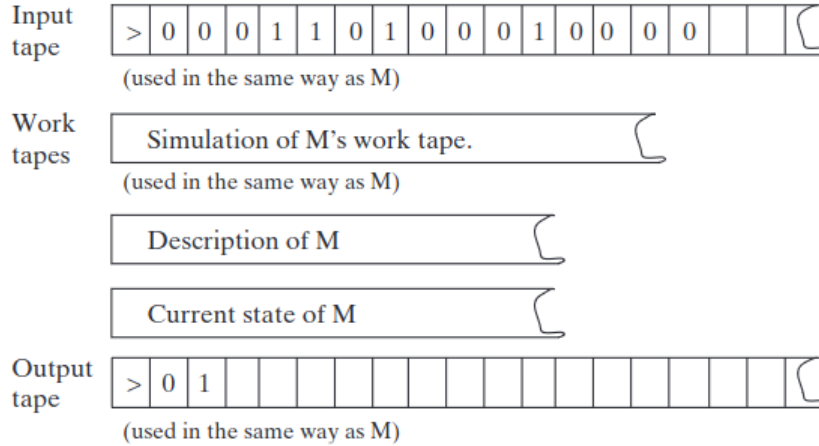 Input tape
> 0 0 0 1 1 0 1 0 0 0 1 0 0 0 0
(used in the same way as M)
Work tapes
Simulation of M’s work tape.
(used in the same way as M)
Description of M
Current state of M
Output tape
> 0 1
(used in the same way as M)